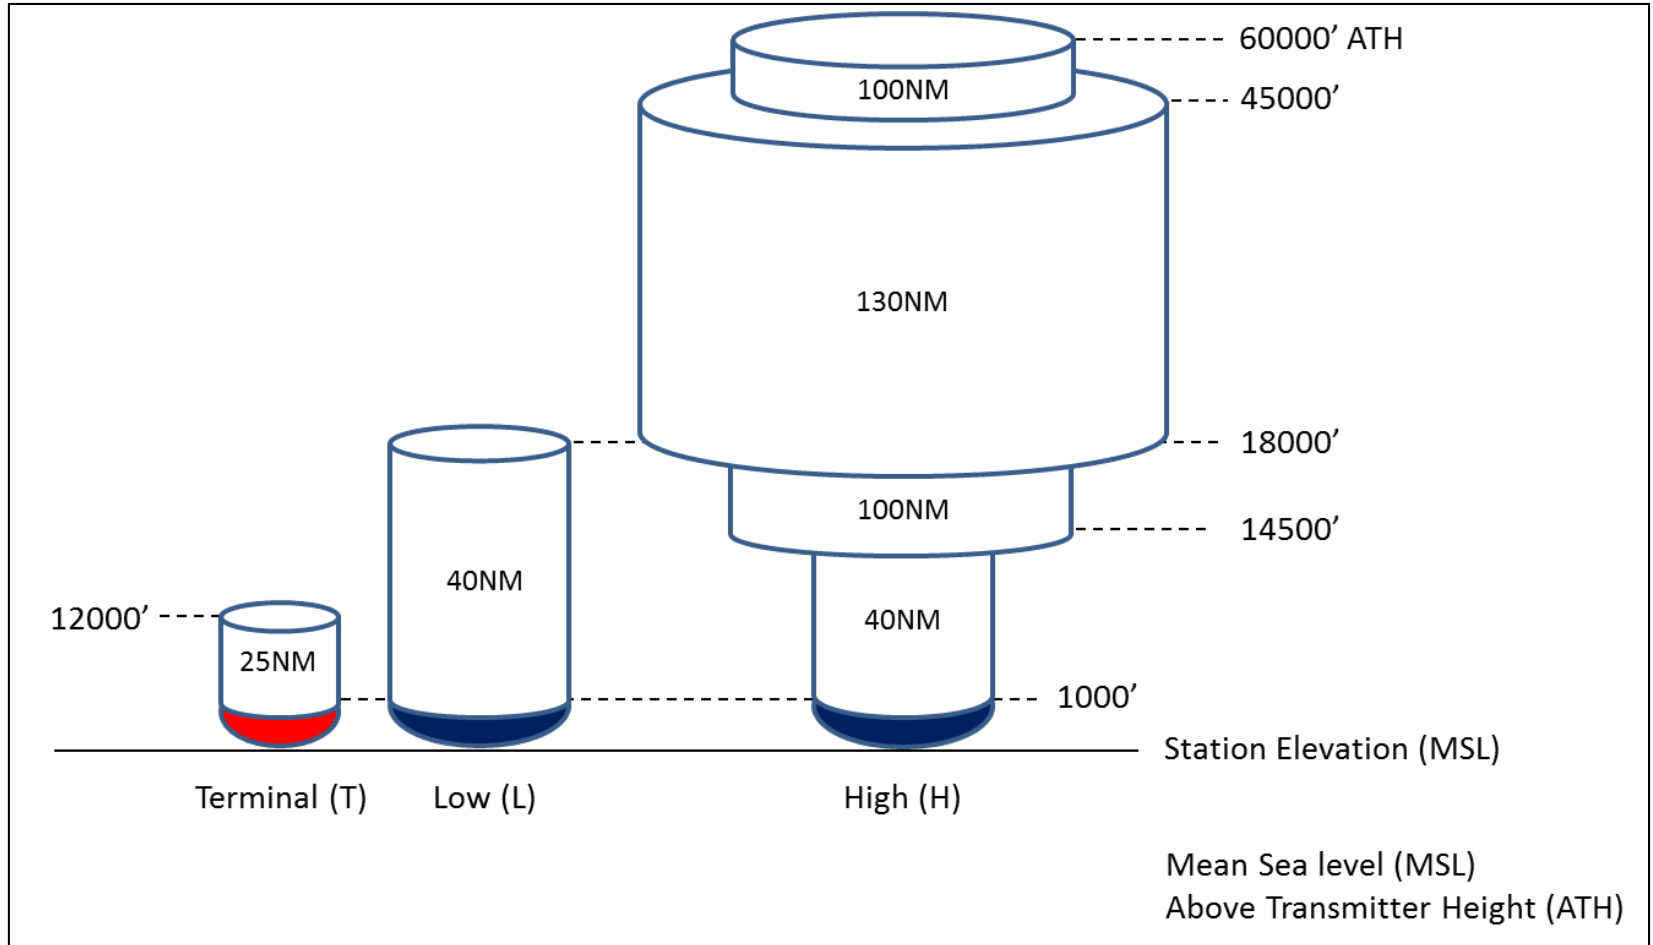 60000’ ATH
100NM
45000’
130NM
18000’
100NM
14500’
40NM
12000’
40NM
25NM
1000’
Station Elevation (MSL)
Terminal (T)
Low (L)
High (H)
Mean Sea level (MSL)
Above Transmitter Height (ATH)